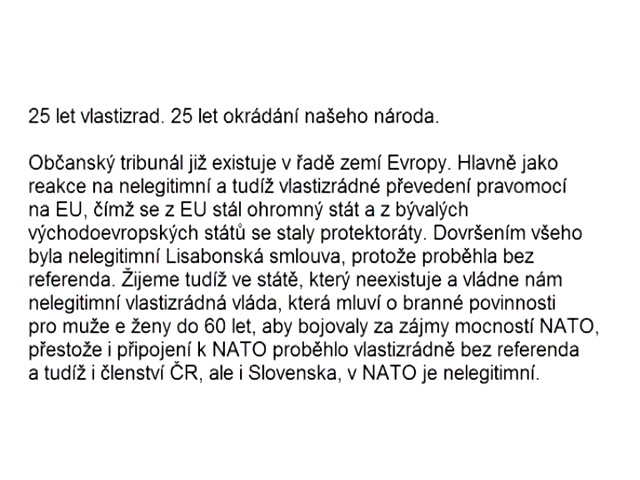 25 let vlastizrad. 25 let okrádání našeho národa.
Občanský tribunál již existuje v řadě zemí Evropy. Hlavně jako
reakce na nelegitimní a tudíž vlastizrádné převedení pravomocí
na EU, čímž se z EU stál ohromný stát a z bývalých
východoevropských států se staly protektoráty. Dovršením všeho
byla nelegitimní Lisabonská smlouva, protože proběhla bez
referenda. Žijeme tudíž ve státě, který neexistuje a vládne nám
nelegitimní vlastizrádná vláda, která mluví o branné povinnosti
pro muže e ženy do 60 let, aby bojovaly za zájmy mocností NATO,
přestože i připojení k NATO proběhlo vlastizrádně bez referenda
a tudíž i členství ČR, ale i Slovenska, v NATO je nelegitimní.